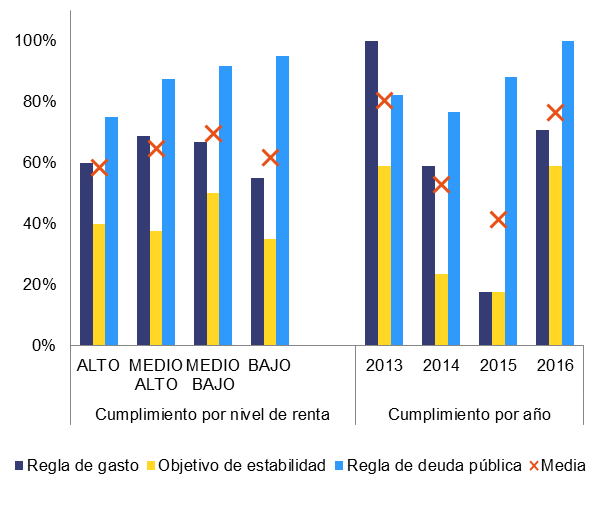 100%
80%
60%
40%
20%
0%
ALTO MEDIO MEDIO BAJO 2013 2014 2015 2016
ALTO BAJO
Cumplimiento por nivel de renta Cumplimiento por año
Regla de gasto Objetivo de estabilidad Regla de deuda pública Media